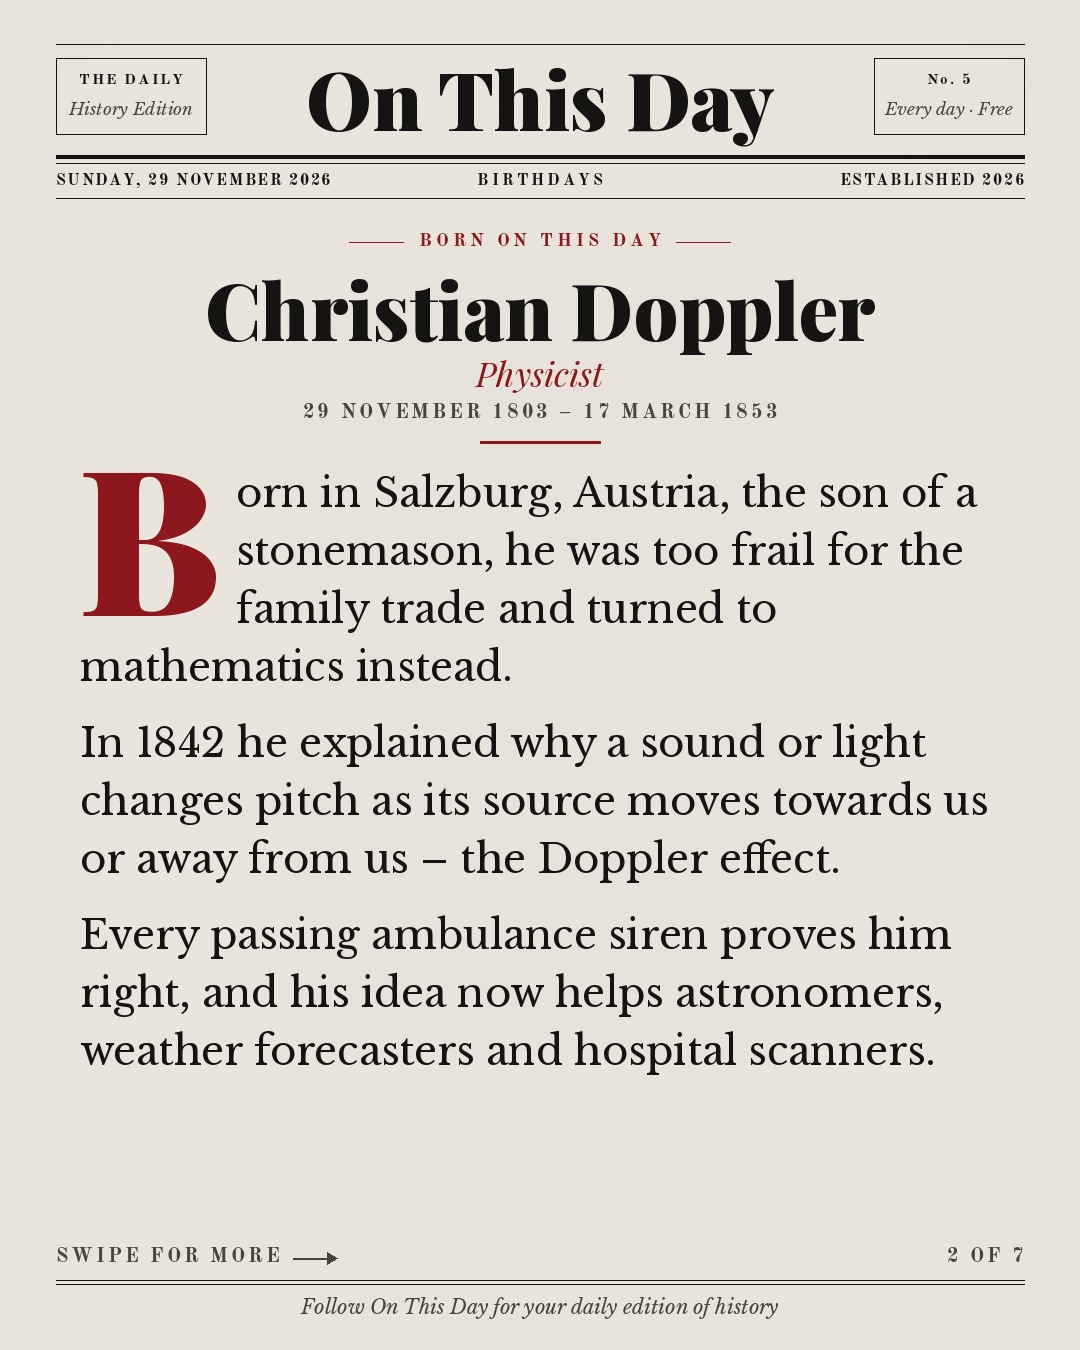 THE DAILY
History Edition
On This Day
No. 5
Every day · Free
SUNDAY, 29 NOVEMBER 2026
BIRTHDAYS
ESTABLISHED 2026
BORN ON THIS DAY
Christian Doppler
Physicist
29 NOVEMBER 1803 – 17 MARCH 1853
Born in Salzburg, Austria, the son of a
stonemason, he was too frail for the
family trade and turned to
mathematics instead.
In 1842 he explained why a sound or light
changes pitch as its source moves towards us
or away from us – the Doppler effect.
Every passing ambulance siren proves him
right, and his idea now helps astronomers,
weather forecasters and hospital scanners.
SWIPE FOR MORE
2 OF 7
Follow On This Day for your daily edition of history